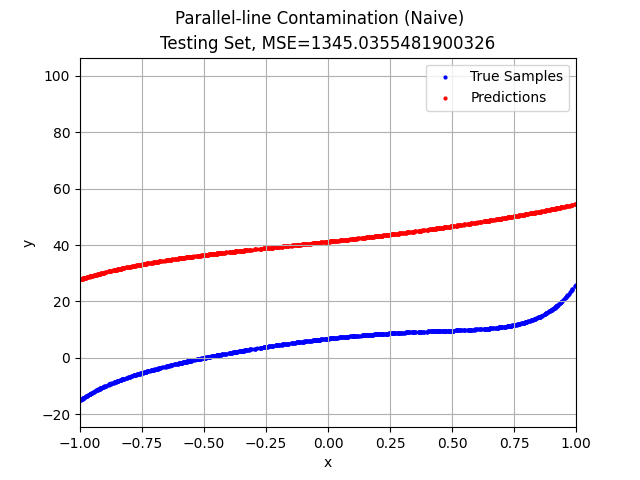 Parallel-line Contamination (Naive)
Testing Set, MSE=1345.0355481900326
True Samples
Predictions
100
80
60
40
20
0
−20
y
−1.00 −0.75 −0.50 −0.25 0.00 0.25 0.50 0.75 1.00
x